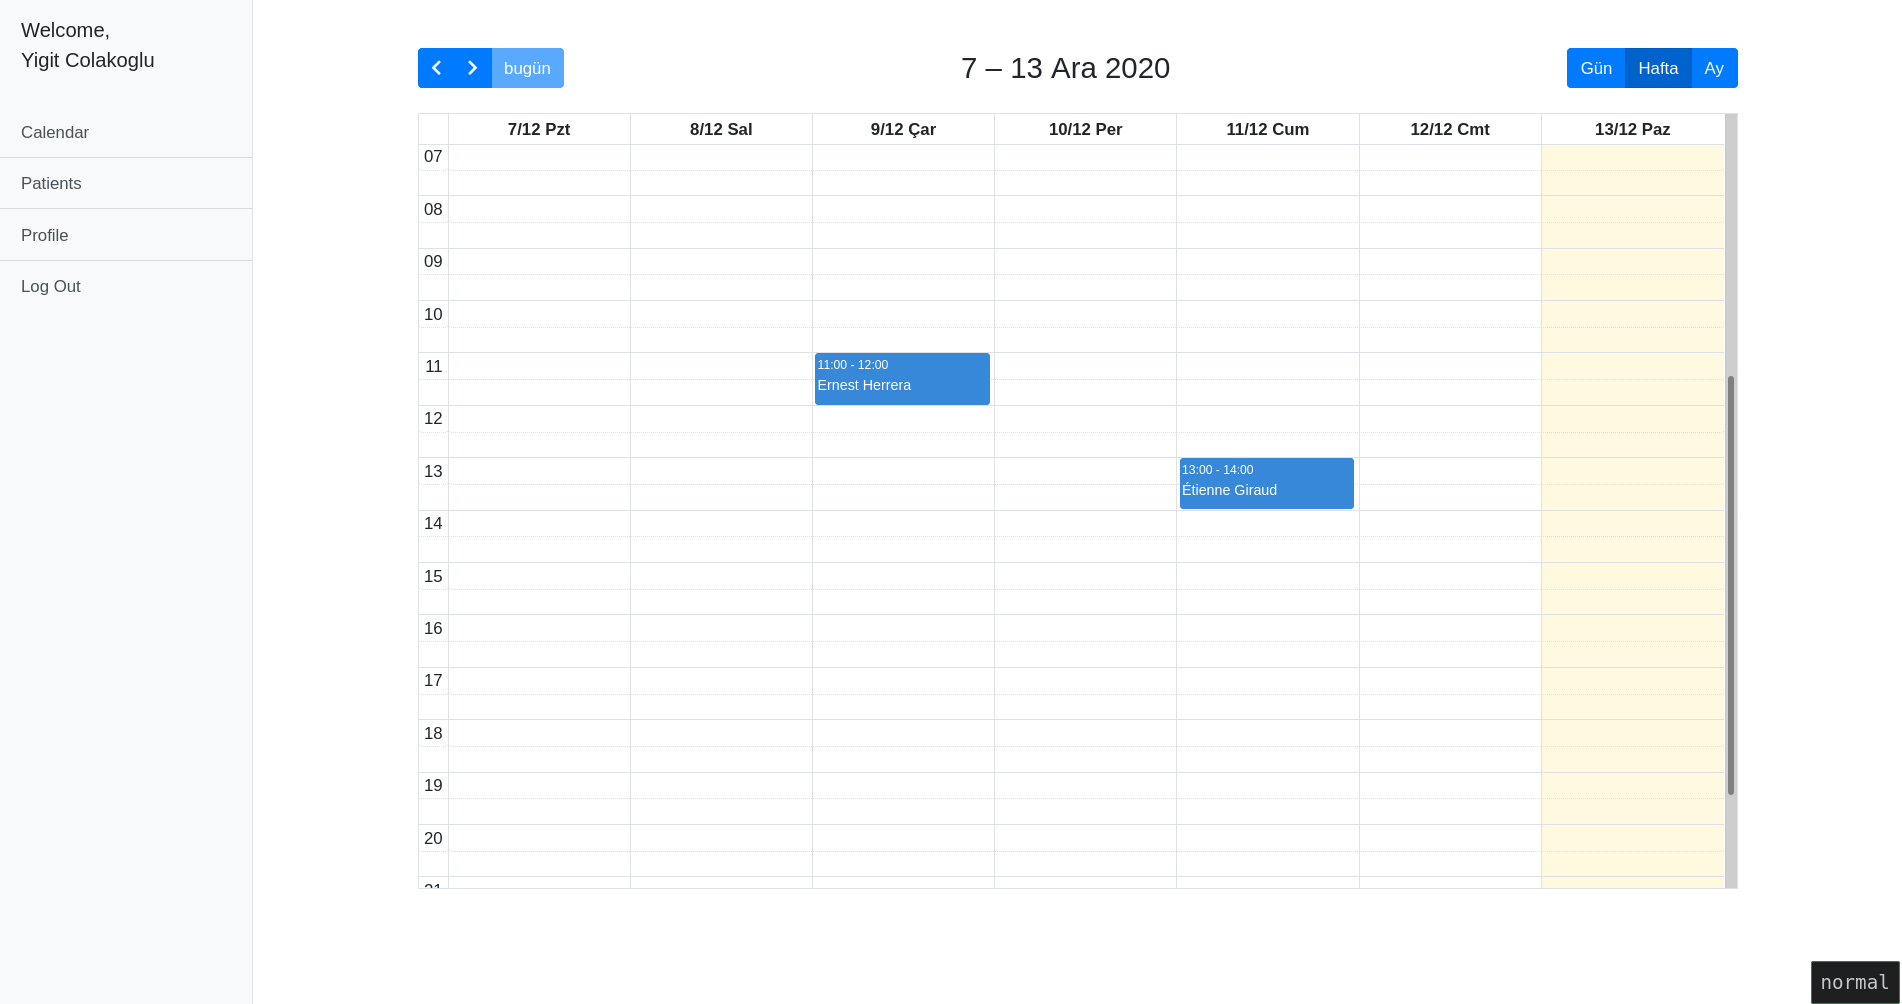 Welcome,
Yigit Colakoglu
Calendar
Patients
Profile
Log Out
bugün
7 – 13 Ara 2020
Gün Hafta Ay
7/12 Pzt 8/12 Sal 9/12 Çar 10/12 Per 11/12 Cum 12/12 Cmt 13/12 Paz
07
08
09
10
11
11:00 - 12:00
Ernest Herrera
12
13
13:00 - 14:00
Étienne Giraud
14
15
16
17
18
19
20
21
normal